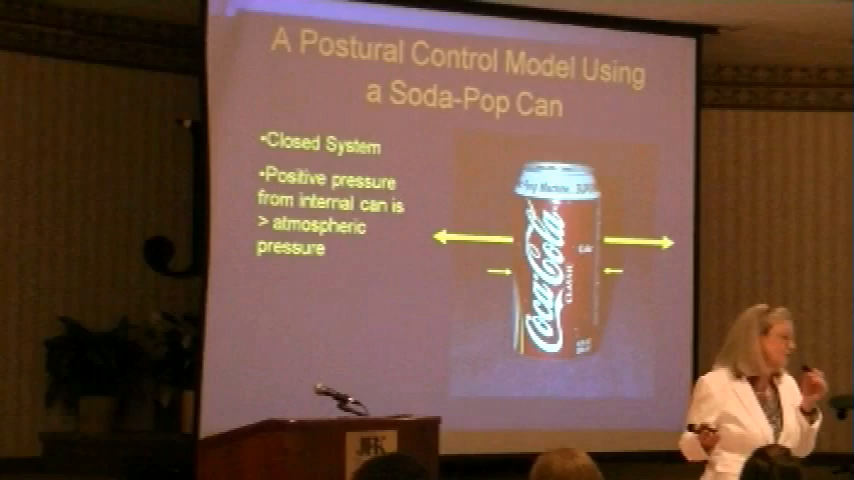 A Postural Control Model Using
a Soda-Pop Can
•Closed System
•Positive pressure
from internal can is
> atmospheric
pressure
Coca-Cola
CLASSIC
JFK